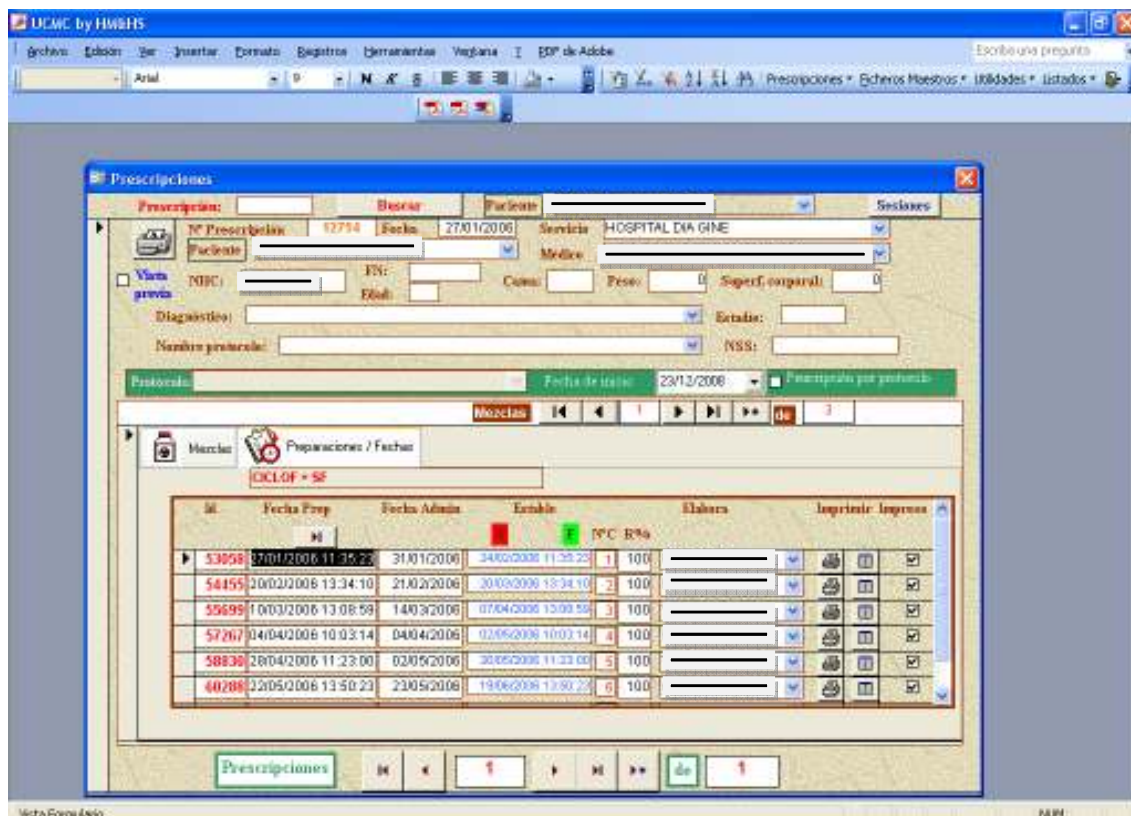 UCMC by HM&HS
Archivo Edición Ver Insertar Formato Registros Herramientas Ventana ? PDF de Adobe Escriba una pregunta
Arial 9 N K S Prescripciones Ficheros Maestros Utilidades Listados
Prescripciones
Prescripción: Buscar Paciente Sesiones
Nº Prescripción 12754 Fecha 27/01/2006 Servicio HOSPITAL DIA GINE
Paciente Médico
Vista previa NHC: FN: Edad: Cama: Peso: 0 Superf. corporal: 0
Diagnóstico: Estadio:
Nombre protocolo: NSS:
Protocolo: Fecha de inicio: 23/12/2008 Prescripción por protocolo
Mezclas 1 de 3
Mezclas Preparaciones / Fechas
CICLOF + SF
Id Fecha Prep Fecha Admin Estable Elabora Imprimir Impreso
F NºC R%
53058 27/01/2006 11:35:23 31/01/2006 24/02/2006 11:35:23 1 100
54455 20/02/2006 13:34:10 21/02/2006 20/03/2006 13:34:10 2 100
55699 10/03/2006 13:08:59 14/03/2006 07/04/2006 13:08:59 3 100
57267 04/04/2006 10:03:14 04/04/2006 02/05/2006 10:03:14 4 100
58830 28/04/2006 11:23:00 02/05/2006 11:23:00 5 100
60288 22/05/2006 13:50:23 23/05/2006 19/06/2006 13:50:23 6 100
Prescripciones 1 de 1
Vista Formulario NUM